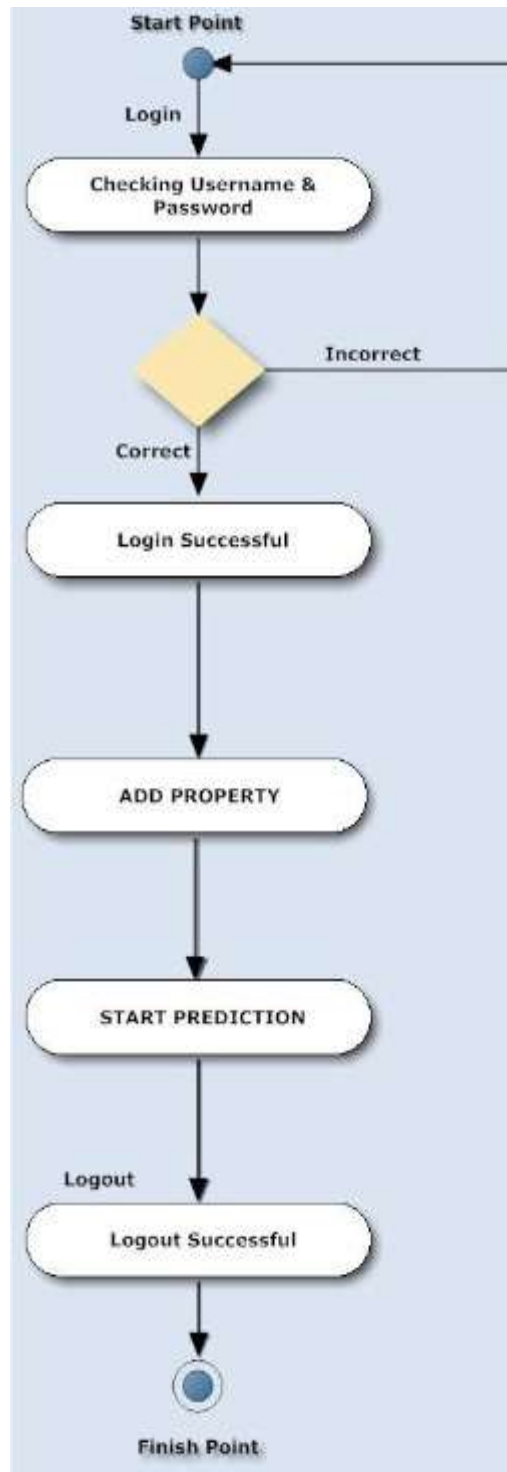 Start Point
Login
Checking Username &
Password
Incorrect
Correct
Login Successful
ADD PROPERTY
START PREDICTION
Logout
Logout Successful
Finish Point